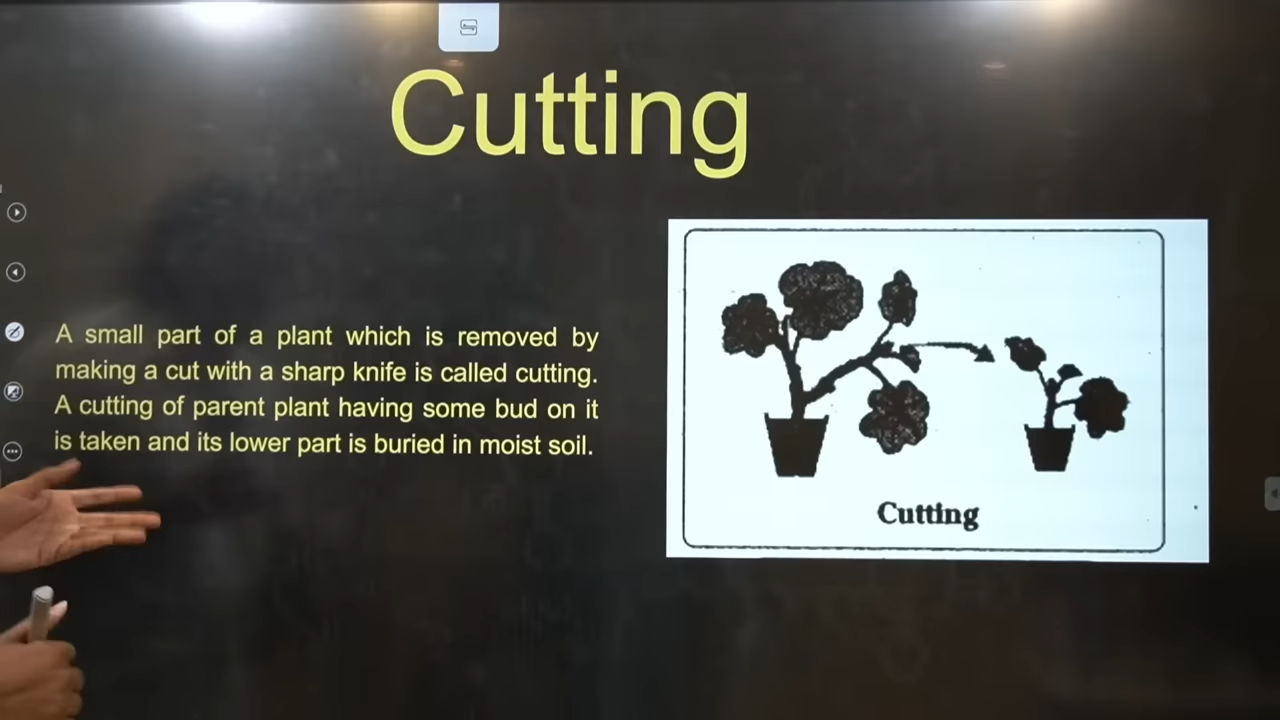 Cutting
A small part of a plant which is removed by
making a cut with a sharp knife is called cutting.
A cutting of parent plant having some bud on it
is taken and its lower part is buried in moist soil.
Cutting